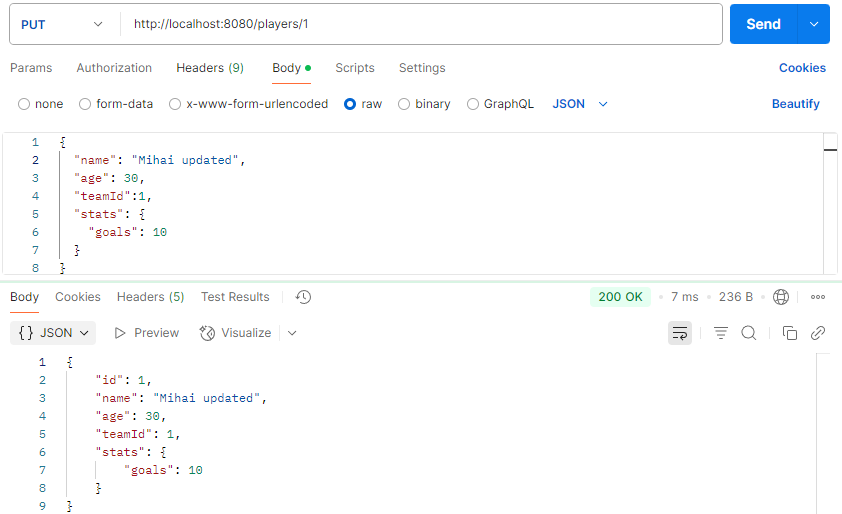 PUT http://localhost:8080/players/1 Send
Params Authorization Headers (9) Body Scripts Settings Cookies
none form-data x-www-form-urlencoded raw binary GraphQL JSON Beautify
1 {
2 "name": "Mihai updated",
3 "age": 30,
4 "teamId":1,
5 "stats": {
6 "goals": 10
7 }
8 }
Body Cookies Headers (5) Test Results 200 OK • 7 ms • 236 B •
{} JSON Preview Visualize
1 {
2 "id": 1,
3 "name": "Mihai updated",
4 "age": 30,
5 "teamId": 1,
6 "stats": {
7 "goals": 10
8 }
9 }